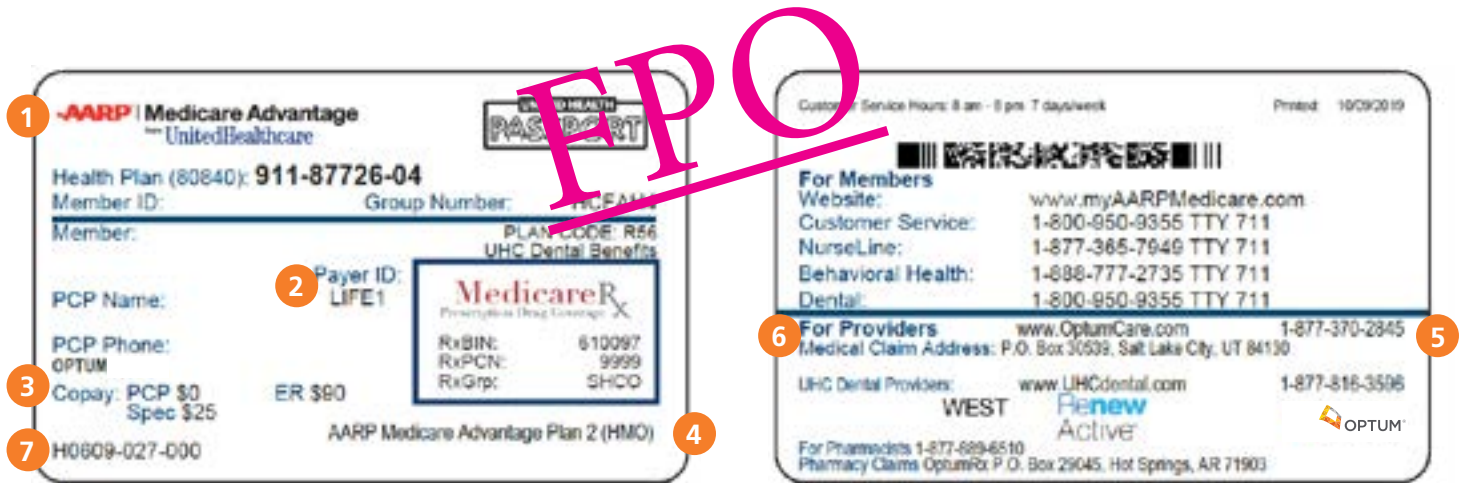 FPO
1
AARP | Medicare Advantage
from UnitedHealthcare
UNITED HEALTH
PASSPORT
Health Plan (80840): 911-87726-04
Member ID: Group Number:
Member: PLAN CODE: R56
UHC Dental Benefits
2
Payer ID:
LIFE1
PCP Name:
MedicareRx
Prescription Drug Coverage
PCP Phone:
OPTUM
RxBIN: 610097
RxPCN: 9999
RxGrp: SHCO
3
Copay: PCP $0 ER $90
Spec $25
AARP Medicare Advantage Plan 2 (HMO)
4
7
H0609-027-000
Customer Service Hours: 8 am - 8 pm 7 days/week Printed: 10/09/2019
For Members
Website: www.myAARPMedicare.com
Customer Service: 1-800-950-9355 TTY 711
NurseLine: 1-877-365-7949 TTY 711
Behavioral Health: 1-888-777-2735 TTY 711
Dental: 1-800-950-9355 TTY 711
6
For Providers www.OptumCare.com 1-877-370-2845
5
Medical Claim Address: P.O. Box 30539, Salt Lake City, UT 84130
UHC Dental Providers: www.UHCdental.com 1-877-816-3596
WEST Renew
Active
OPTUM
For Pharmacists 1-877-889-6510
Pharmacy Claims OptumRx P.O. Box 29045, Hot Springs, AR 71903